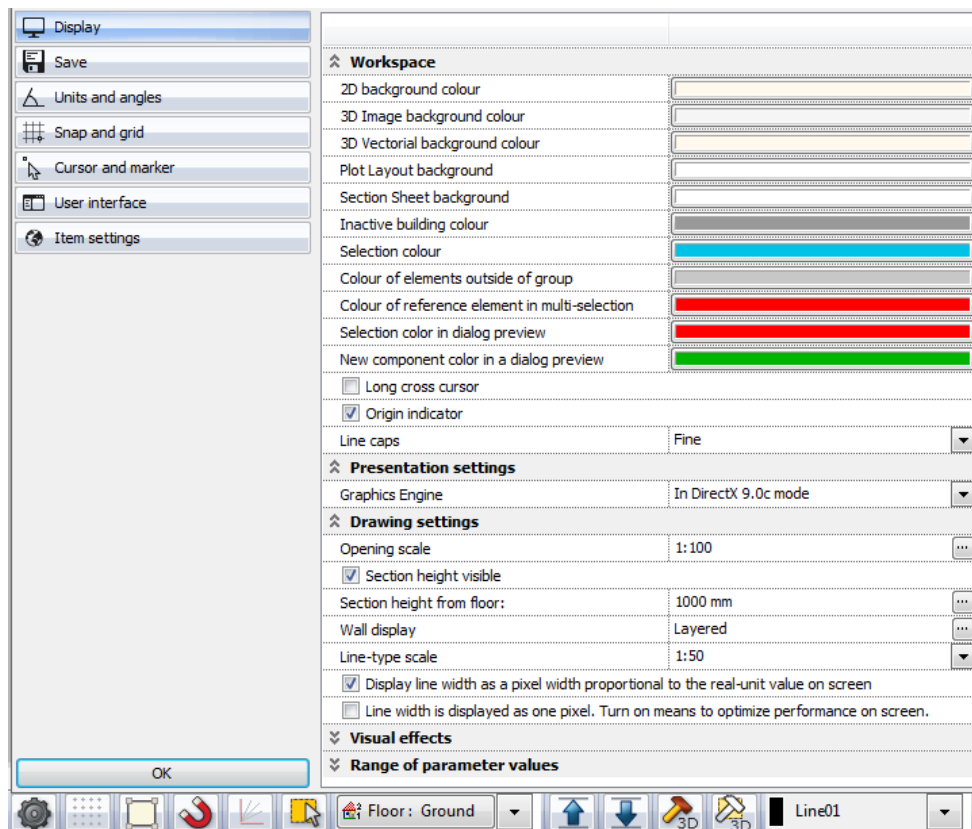 Display
Save
Units and angles
Snap and grid
Cursor and marker
User interface
Item settings
OK
Workspace
2D background colour
3D Image background colour
3D Vectorial background colour
Plot Layout background
Section Sheet background
Inactive building colour
Selection colour
Colour of elements outside of group
Colour of reference element in multi-selection
Selection color in dialog preview
New component color in a dialog preview
Long cross cursor
Origin indicator
Line caps Fine
Presentation settings
Graphics Engine In DirectX 9.0c mode
Drawing settings
Opening scale 1:100 ...
Section height visible
Section height from floor: 1000 mm ...
Wall display Layered ...
Line-type scale 1:50
Display line width as a pixel width proportional to the real-unit value on screen
Line width is displayed as one pixel. Turn on means to optimize performance on screen.
Visual effects
Range of parameter values
Floor: Ground 3D 3D Line01